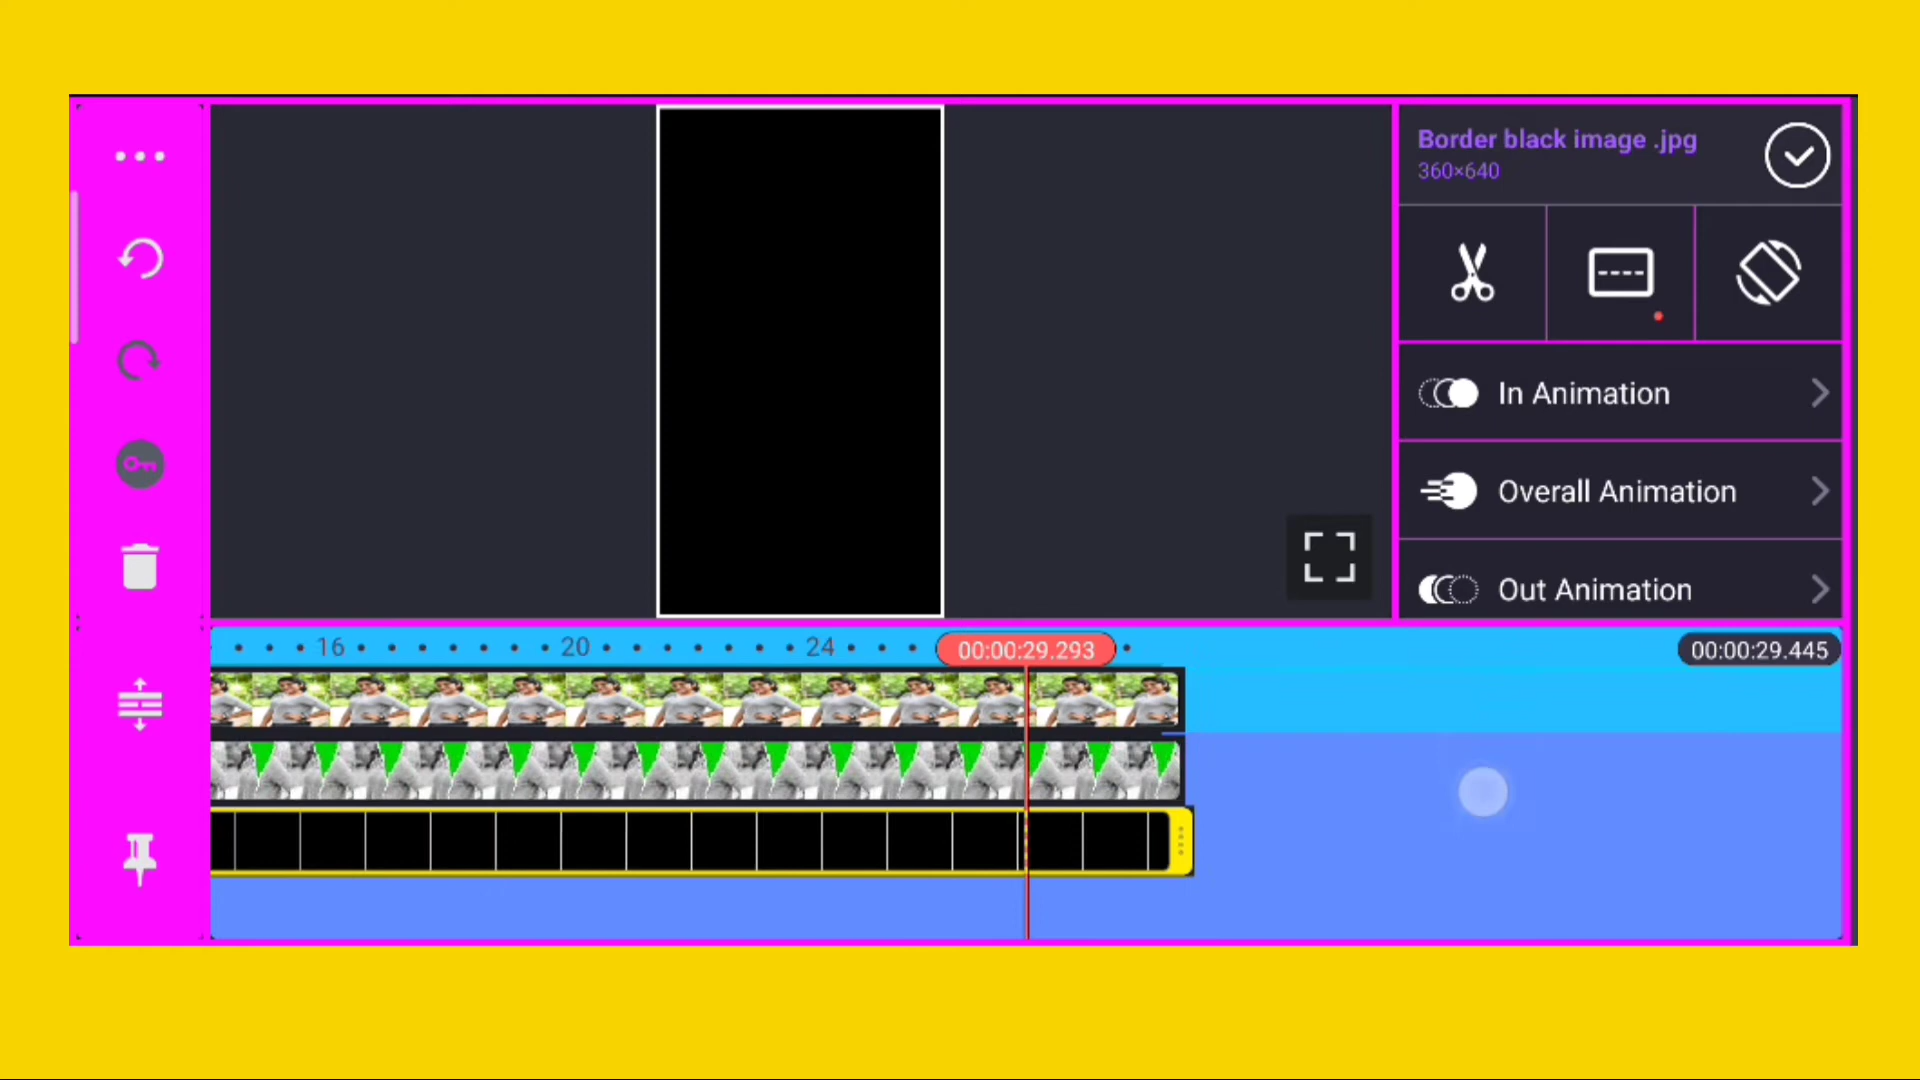 Border black image .jpg
360×640
In Animation
Overall Animation
Out Animation
16 20 24 00:00:29.293 00:00:29.445